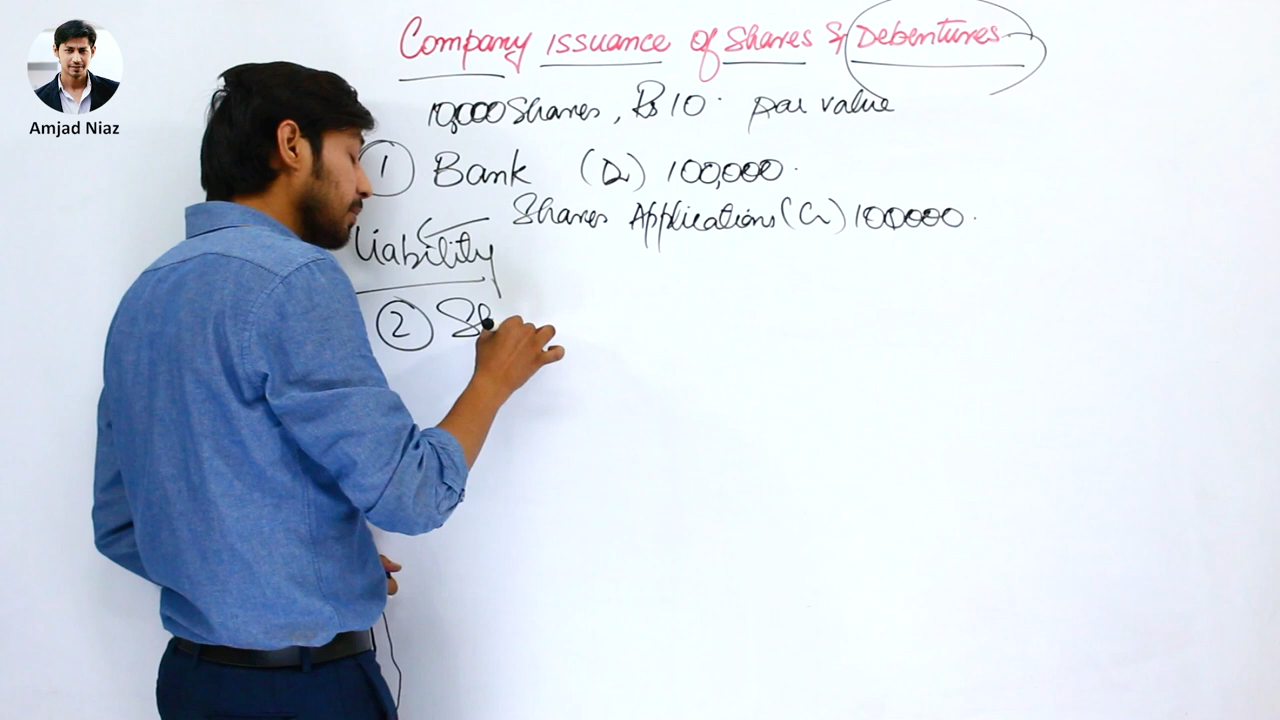 Company issuance of Shares & Debentures
10,000 Shares, Rs 10. par value
Amjad Niaz
1 Bank (Dr) 100,000.
Shares Applications (Cr) 100000.
Liability
2 Sh